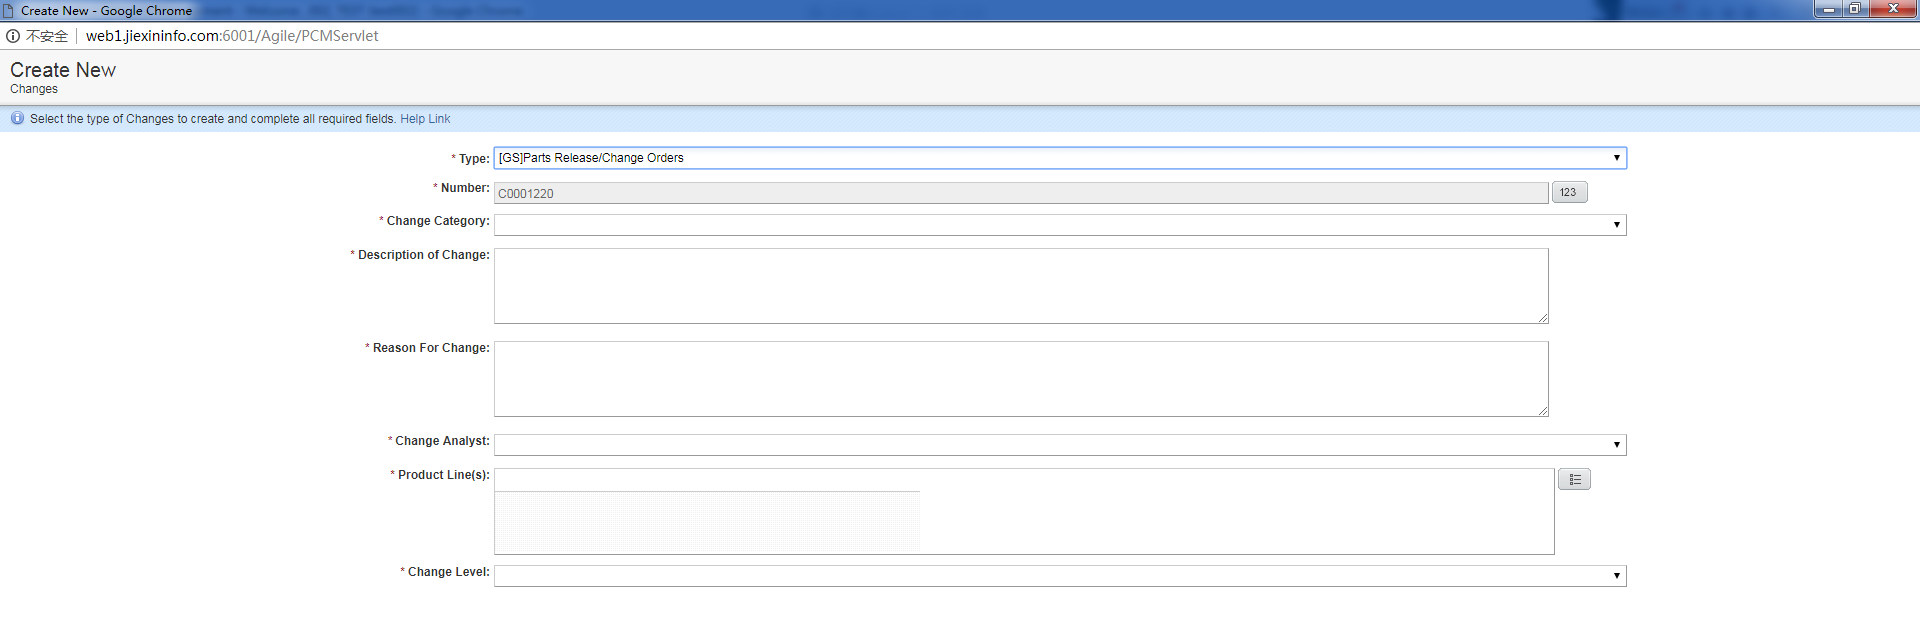 Create New - Google Chrome
不安全 web1.jiexininfo.com:6001/Agile/PCMServlet
Create New
Changes
Select the type of Changes to create and complete all required fields. Help Link
* Type: [GS]Parts Release/Change Orders
* Number: C0001220 123
* Change Category:
* Description of Change:
* Reason For Change:
* Change Analyst:
* Product Line(s):
* Change Level: